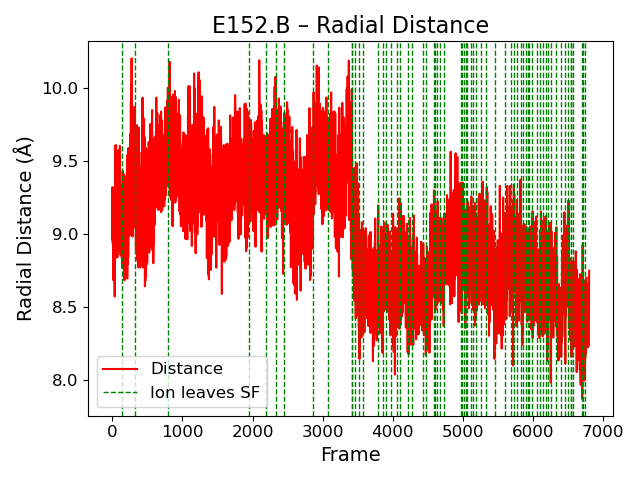 E152.B – Radial Distance
Radial Distance (Å)
10.0
9.5
9.0
8.5
8.0
Distance
Ion leaves SF
0 1000 2000 3000 4000 5000 6000 7000
Frame